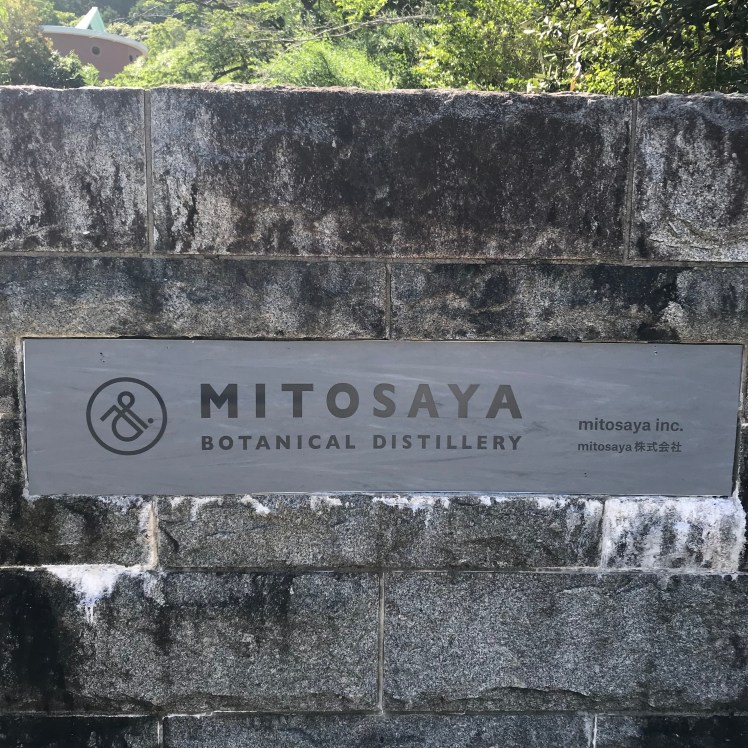 MITOSAYA
BOTANICAL DISTILLERY
mitosaya inc.
mitosaya 株式会社